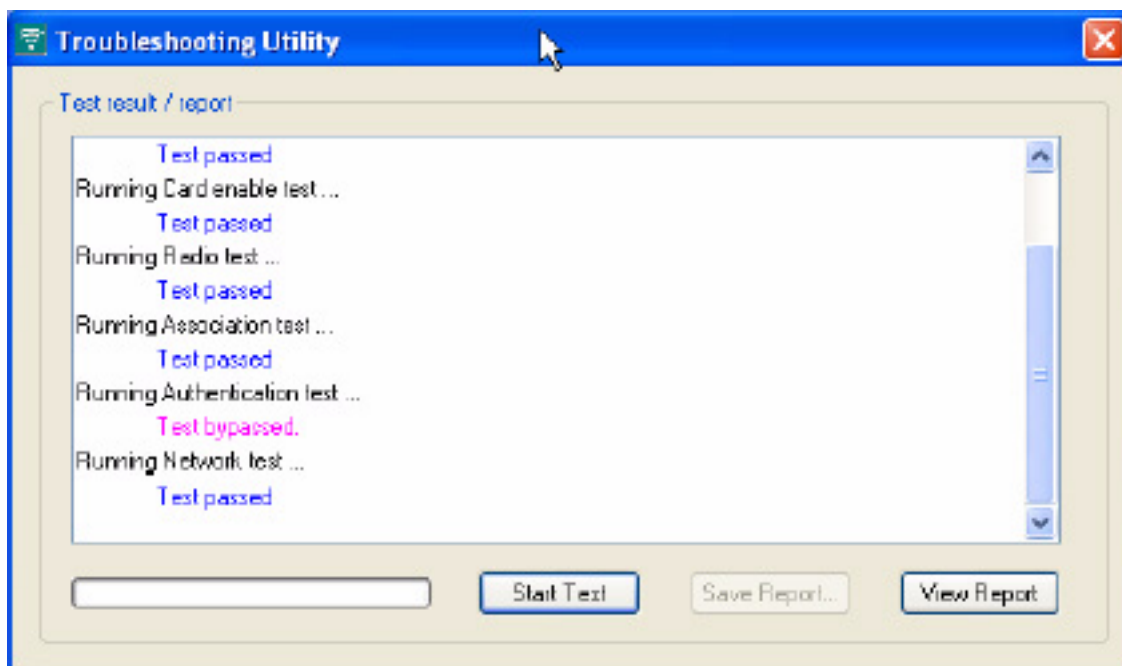 Troubleshooting Utility
Test result / report
Test passed
Running Card enable test ...
Test passed
Running Radio test ...
Test passed
Running Association test ...
Test passed
Running Authentication test ...
Test bypassed.
Running Network test ...
Test passed
Start Text
Save Report...
View Report